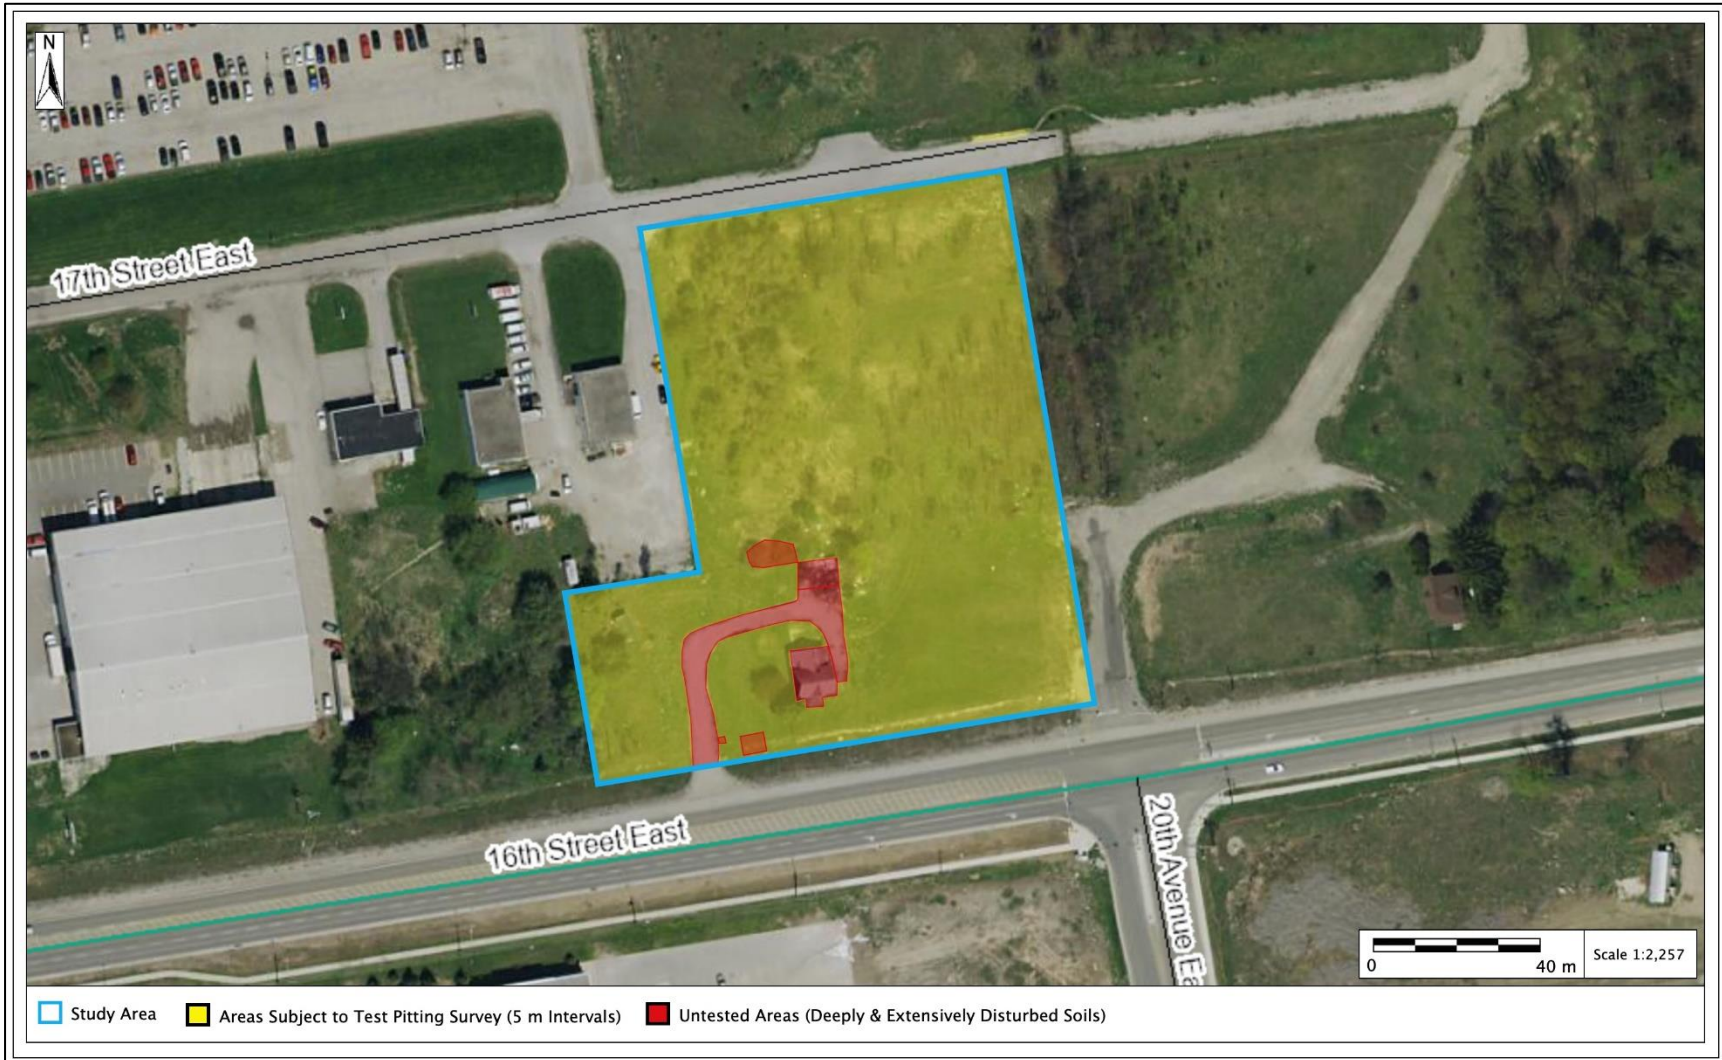 N
17th Street East
16th Street East
20th Avenue Ea
0 40 m
Scale 1:2,257
Study Area
Areas Subject to Test Pitting Survey (5 m Intervals)
Untested Areas (Deeply & Extensively Disturbed Soils)